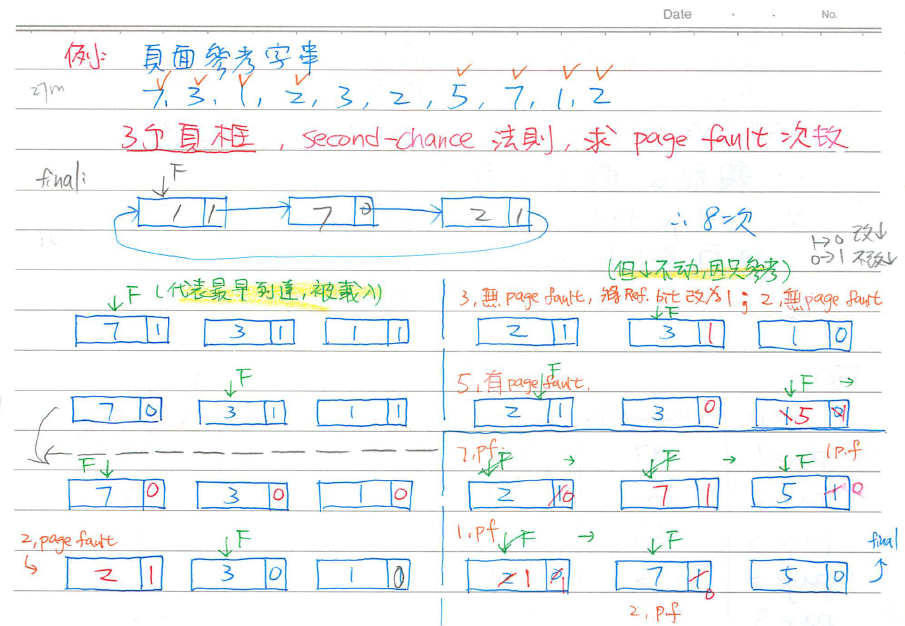 Date . . No.
例: 頁面參考字串
7, 3, 1, 2, 3, 2, 5, 7, 1, 2
3個頁框, second-chance 法則, 求 page fault 次數
final: F
1 1 7 0 2 1 ∴ 8 次
1→0 改↓
0→1 不改↓
F (代表最早到達, 被載入)
7 1 3 1 1 1
F
7 0 3 1 1 1
F
7 0 3 0 1 0
2, page fault F
2 1 3 0 1 0
(但↓不動, 因只參考)
3, 無 page fault, 將 Ref. bit 改為 1 ; 2, 無 page fault
F
2 1 3 1 1 0
5, 有 page fault. F F →
2 1 3 0 1 5 0 1
7, pf F → F → F 1 p.f
2 1 0 7 1 5 1 0
1, pf F → F final
2 1 0 1 7 1 0 5 0
2, p.f